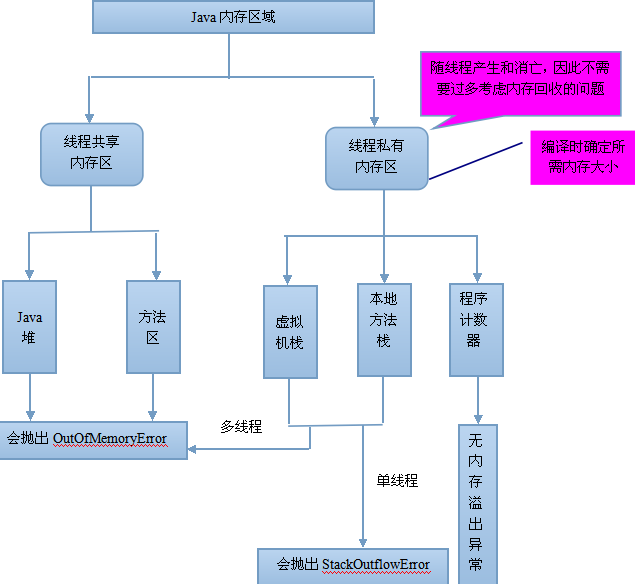 Java 内存区域
随线程产生和消亡，因此不需
要过多考虑内存回收的问题
线程共享
内存区
线程私有
内存区
编译时确定所
需内存大小
Java
堆
方法
区
虚拟
机栈
本地
方法
栈
程序
计数
器
会抛出 OutOfMemoryError
多线程
单线程
无
内
存
溢
出
异
常
会抛出 StackOutflowError